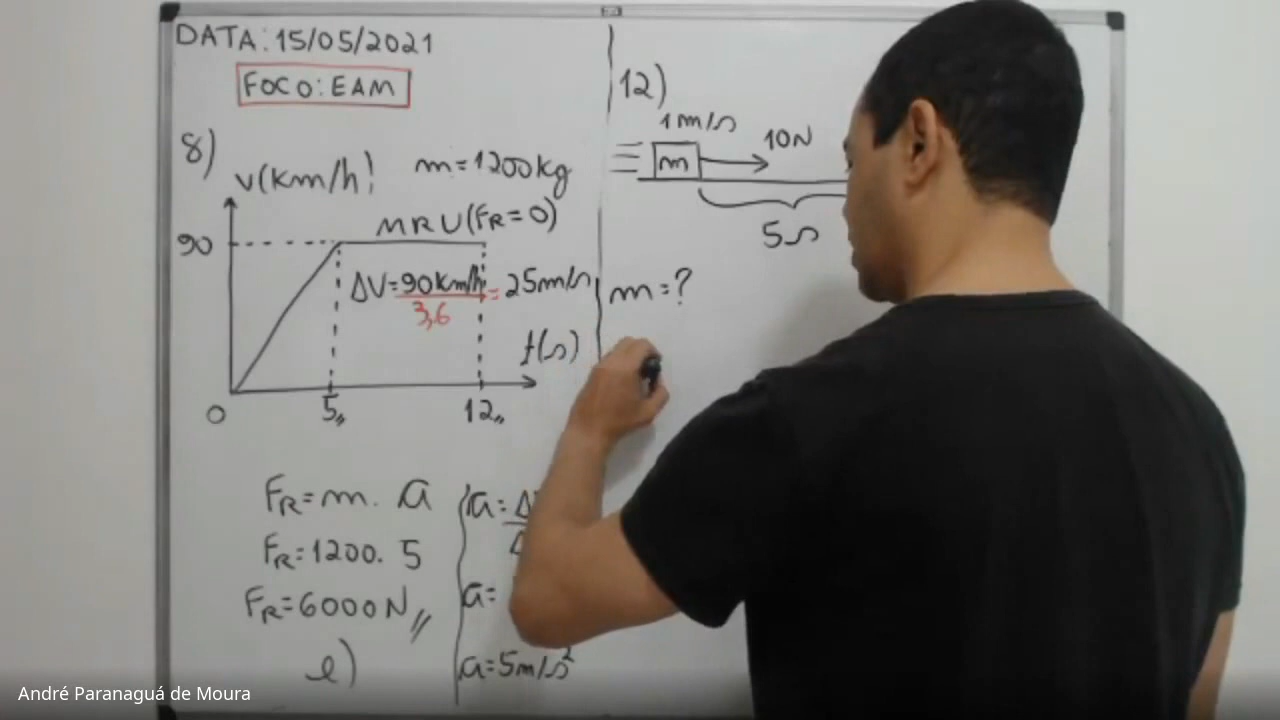 DATA: 15/05/2021
FOCO: EAM
8)
V(Km/h)
m=1200kg
MRU(FR=0)
90
ΔV=90km/h = 25m/s
3,6
t(s)
0
5
12
FR=m. a
FR=1200. 5
FR=6000N
e)
a=Δ
a=
a=5m/s²
12)
1m/s
m
10N
5s
m=?
André Paranaguá de Moura